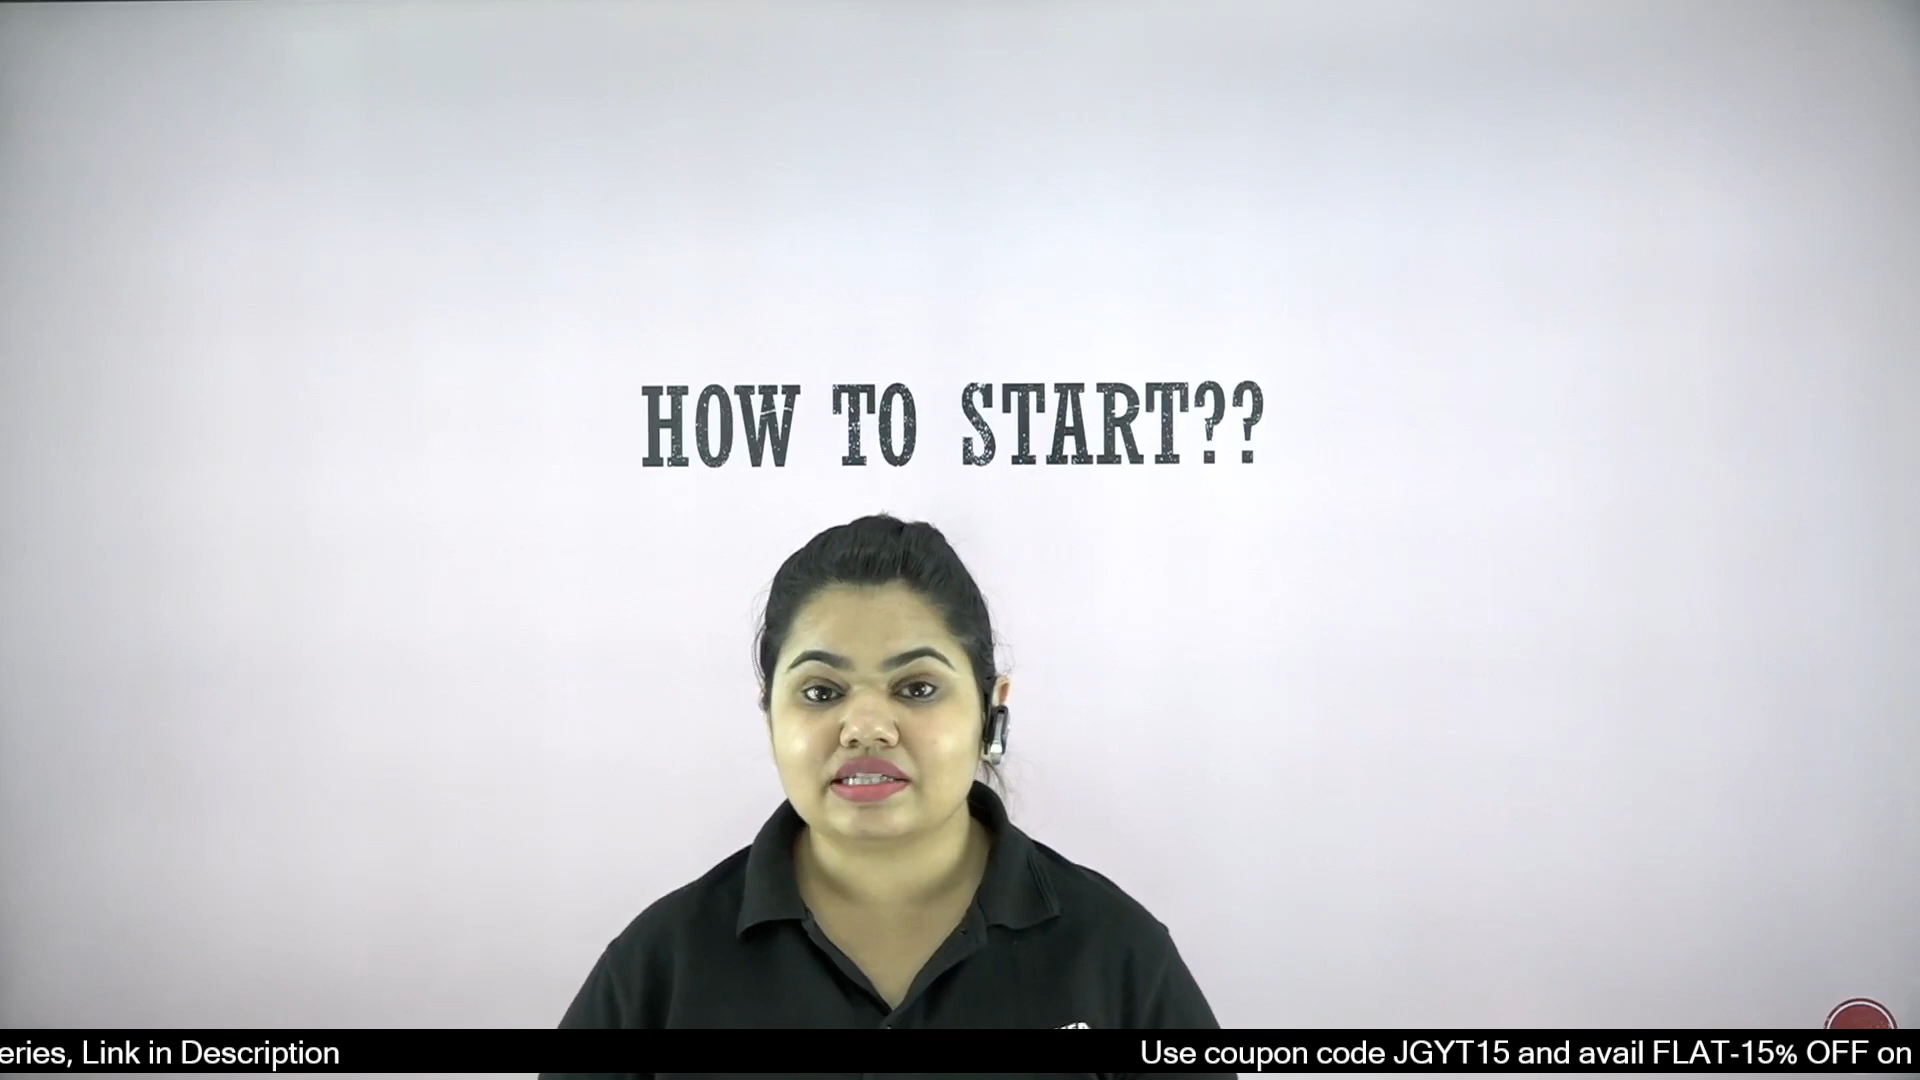 HOW TO START??
eries, Link in Description
Use coupon code JGYT15 and avail FLAT-15% OFF on